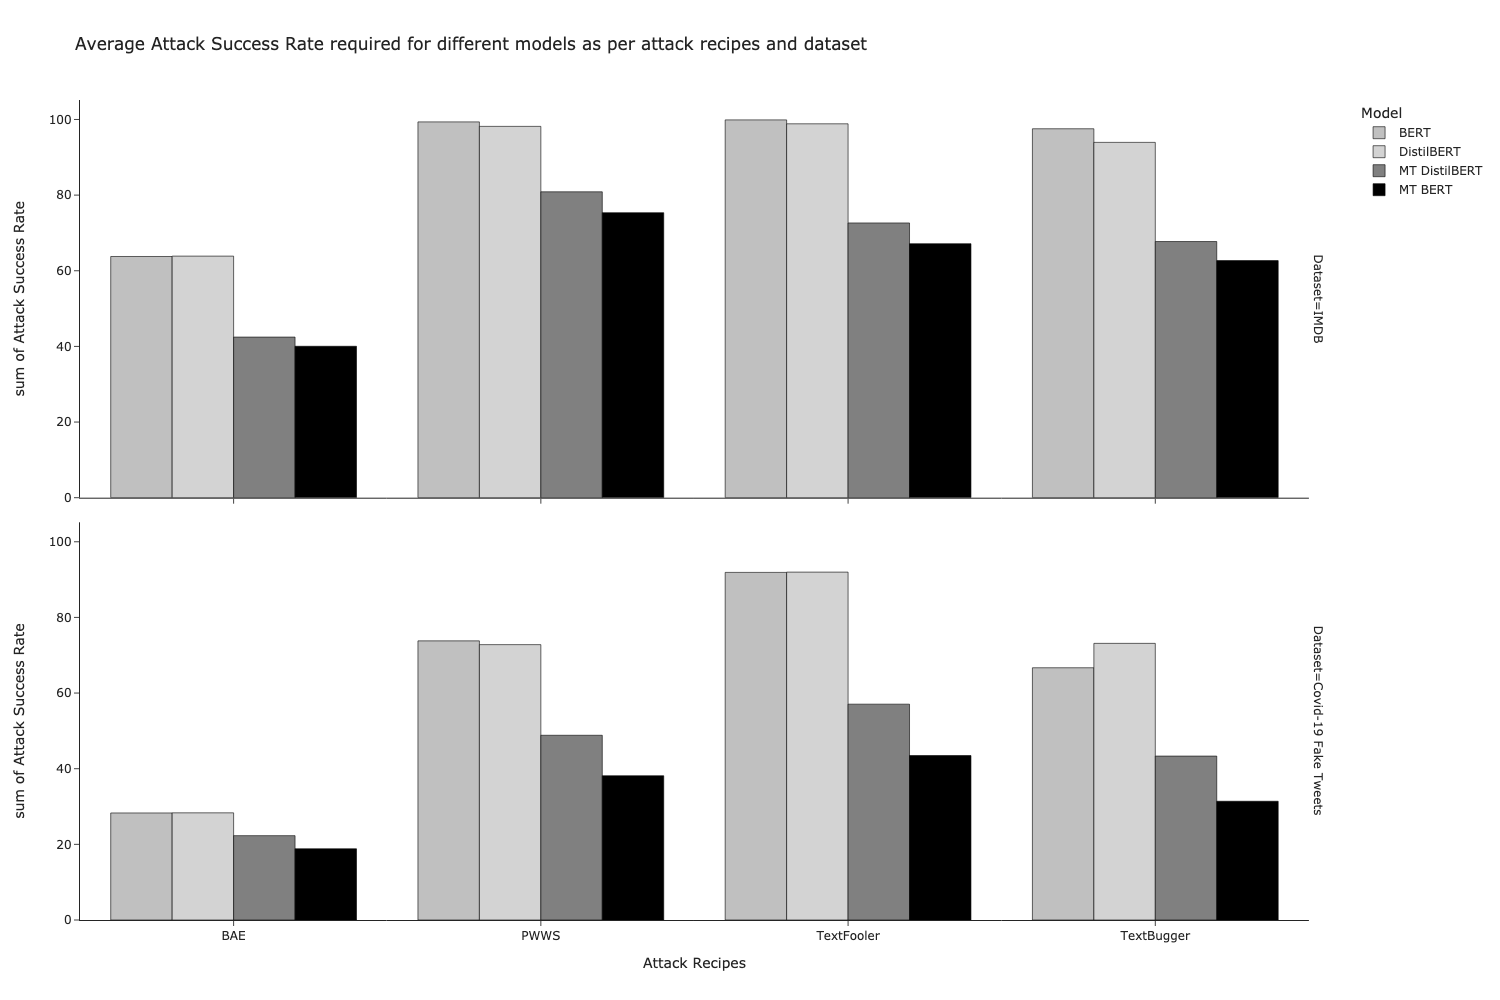 Average Attack Success Rate required for different models as per attack recipes and dataset
Model
BERT
DistilBERT
MT DistilBERT
MT BERT
sum of Attack Success Rate
100
80
60
40
20
0
Dataset=IMDB
sum of Attack Success Rate
100
80
60
40
20
0
Dataset=Covid-19 Fake Tweets
BAE
PWWS
TextFooler
TextBugger
Attack Recipes